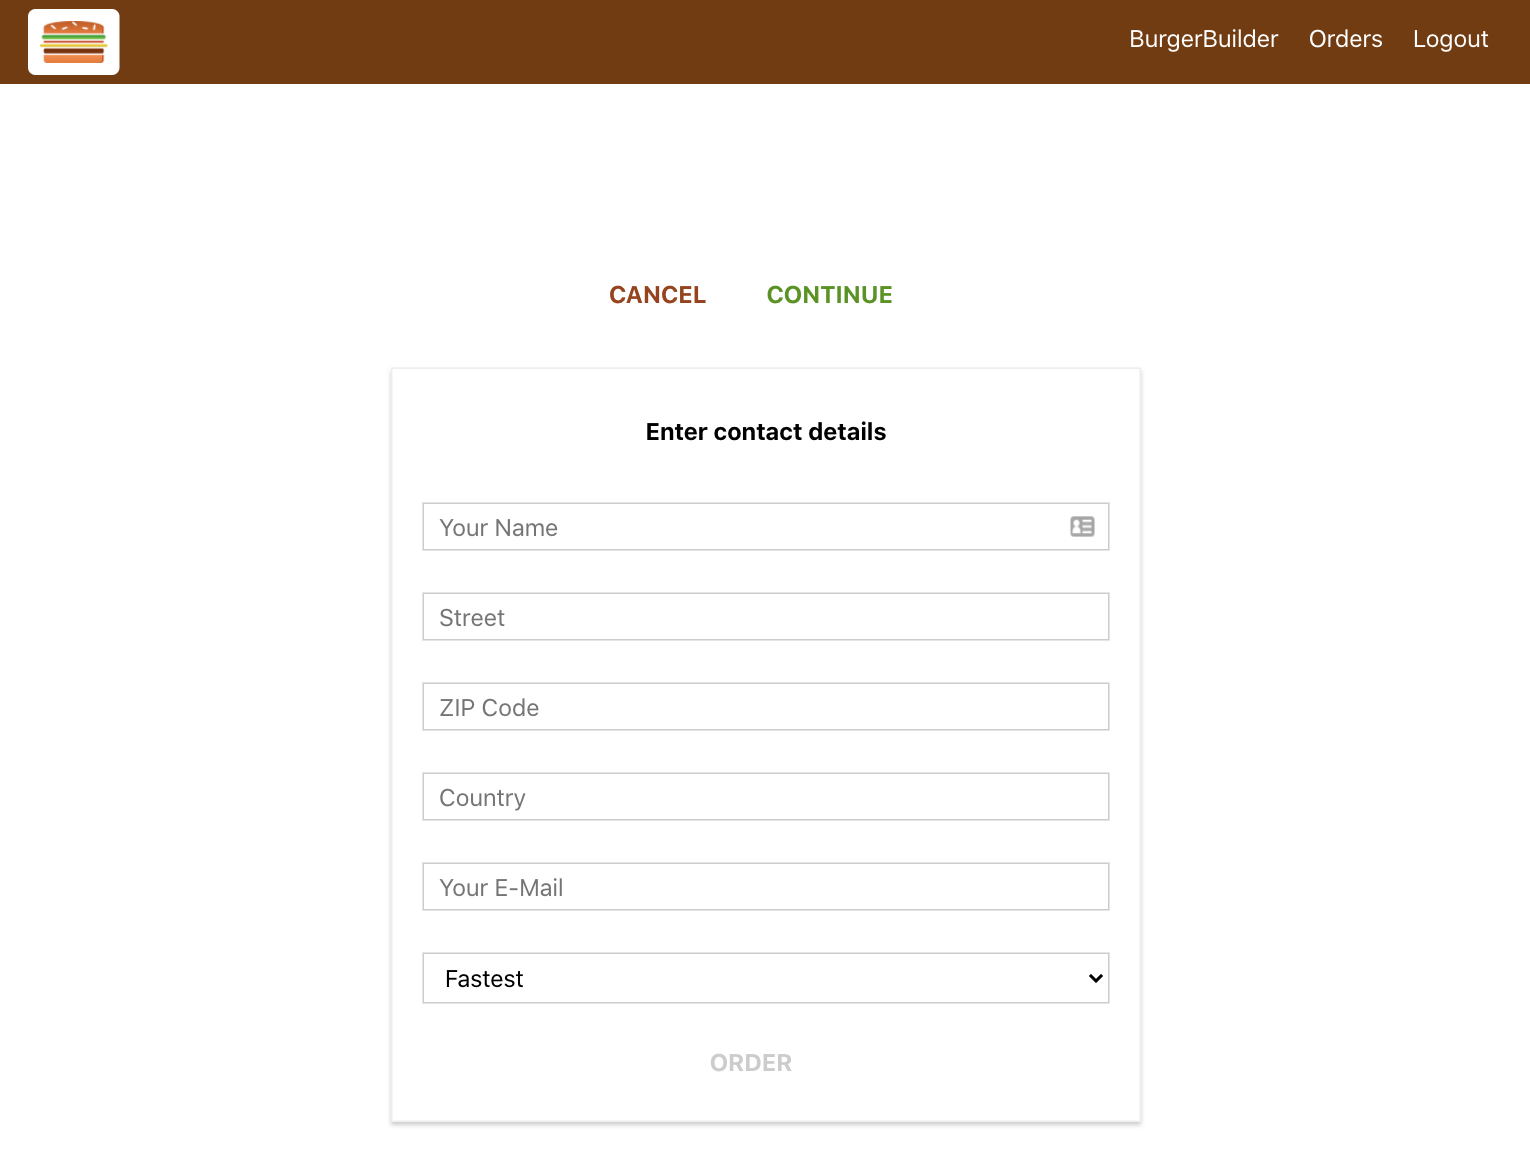 BurgerBuilder Orders Logout
CANCEL CONTINUE
Enter contact details
Your Name
Street
ZIP Code
Country
Your E-Mail
Fastest
ORDER